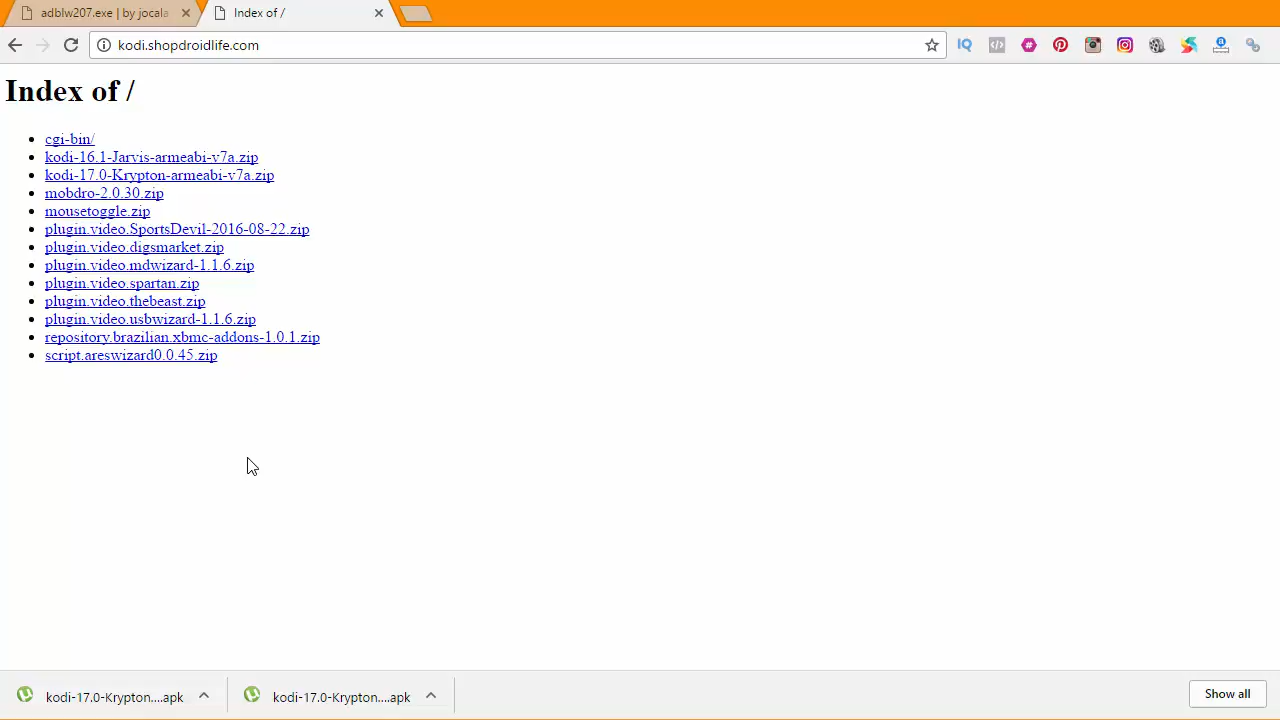 adblw207.exe | by jocala
Index of /
kodi.shopdroidlife.com
IQ
Index of /
cgi-bin/
kodi-16.1-Jarvis-armeabi-v7a.zip
kodi-17.0-Krypton-armeabi-v7a.zip
mobdro-2.0.30.zip
mousetoggle.zip
plugin.video.SportsDevil-2016-08-22.zip
plugin.video.digsmarket.zip
plugin.video.mdwizard-1.1.6.zip
plugin.video.spartan.zip
plugin.video.thebeast.zip
plugin.video.usbwizard-1.1.6.zip
repository.brazilian.xbmc-addons-1.0.1.zip
script.areswizard0.0.45.zip
kodi-17.0-Krypton....apk
kodi-17.0-Krypton....apk
Show all